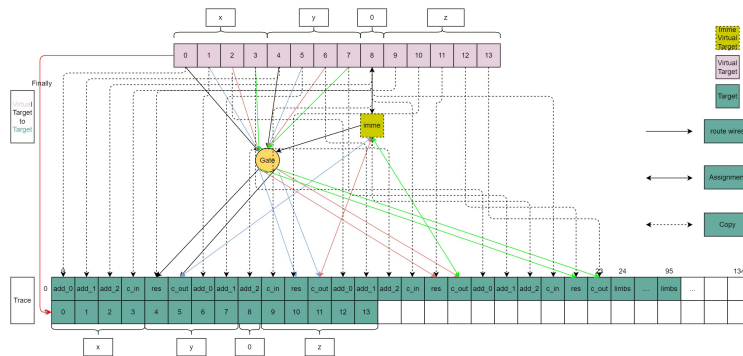 x y 0 z
Imme
Virtual
Target
0 1 2 3 4 5 6 7 8 9 10 11 12 13
Virtual
Target
Finally
Target
Virtual
Target
to
Target
imme
route wires
Gate
Assignment
Copy
0 23 24 95 134
Trace
0 add_0 add_1 add_2 c_in res c_out add_0 add_1 add_2 c_in res c_out add_0 add_1 add_2 c_in res c_out add_0 add_1 add_2 c_in res c_out limbs .... limbs ...
0 1 2 3 4 5 6 7 8 9 10 11 12 13
x y 0 z